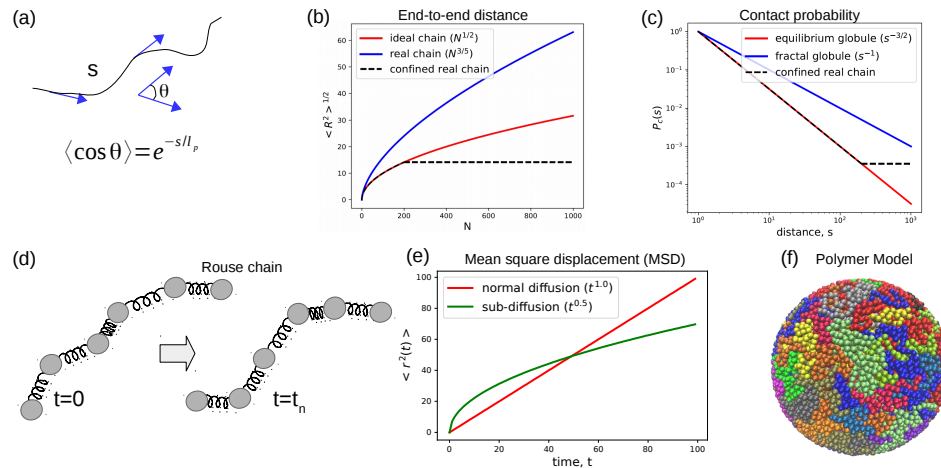 (a)
S
θ
⟨cos θ⟩=e^{-s/l_p}
(b)
End-to-end distance
ideal chain (N^{1/2})
real chain (N^{3/5})
confined real chain
< R^2 >^{1/2}
60
50
40
30
20
10
0
0 200 400 600 800 1000
N
(c)
Contact probability
equilibrium globule (s^{-3/2})
fractal globule (s^{-1})
confined real chain
P_c(s)
10^0
10^{-1}
10^{-2}
10^{-3}
10^{-4}
10^0 10^1 10^2 10^3
distance, s
(d)
Rouse chain
t=0
t=t_n
(e)
Mean square displacement (MSD)
normal diffusion (t^{1.0})
sub-diffusion (t^{0.5})
< r^2(t) >
100
80
60
40
20
0
0 20 40 60 80 100
time, t
(f)
Polymer Model